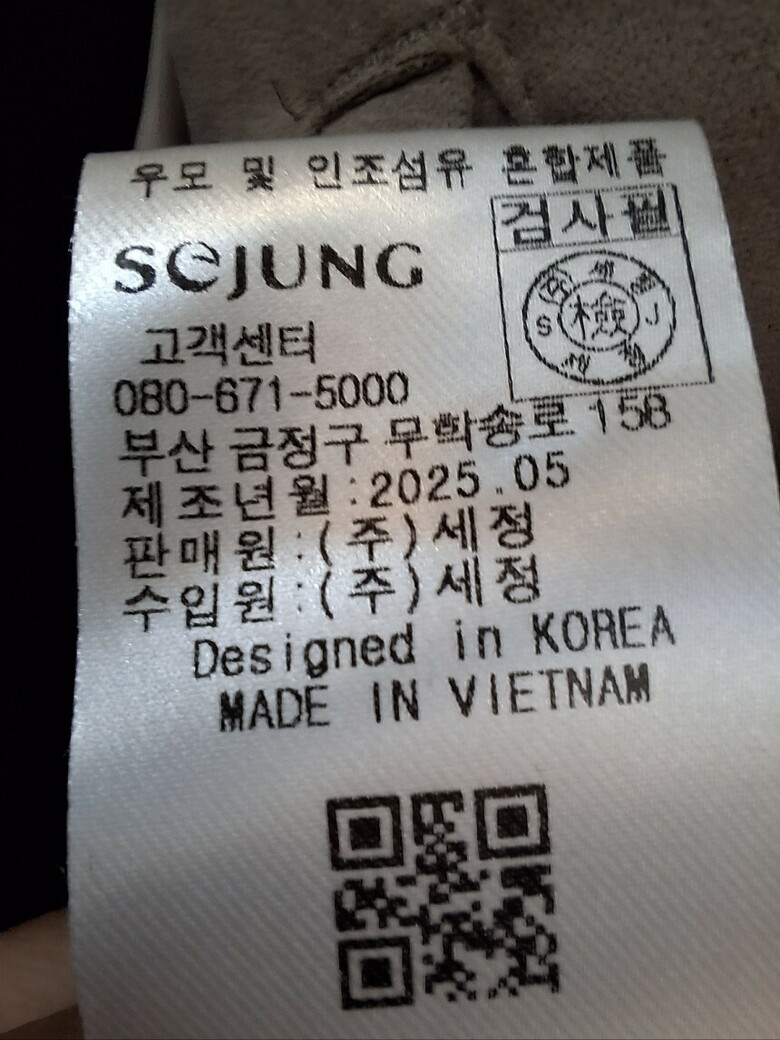 우모 및 인조섬유 혼합제품
검사필
SEJUNG
S 檢 J
고객센터
080-671-5000
부산 금정구 무학송로 158
제조년월:2025.05
판매원:(주)세정
수입원:(주)세정
Designed in KOREA
MADE IN VIETNAM